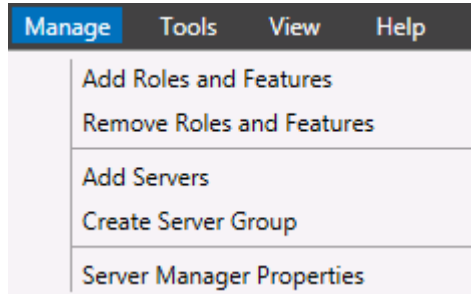 Manage Tools View Help
Add Roles and Features
Remove Roles and Features
Add Servers
Create Server Group
Server Manager Properties